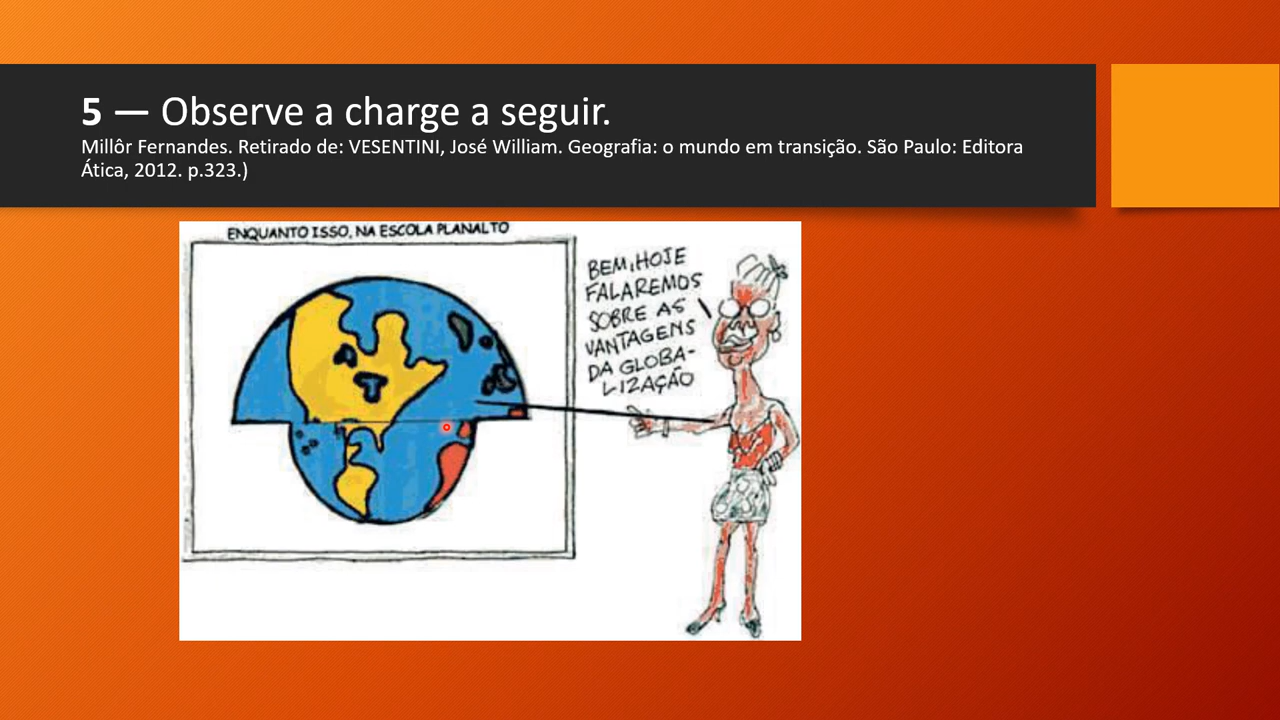 5 — Observe a charge a seguir.
Millôr Fernandes. Retirado de: VESENTINI, José William. Geografia: o mundo em transição. São Paulo: Editora
Ática, 2012. p.323.)
ENQUANTO ISSO, NA ESCOLA PLANALTO
BEM, HOJE
FALAREMOS
SOBRE AS
VANTAGENS
DA GLOBA-
LIZAÇÃO